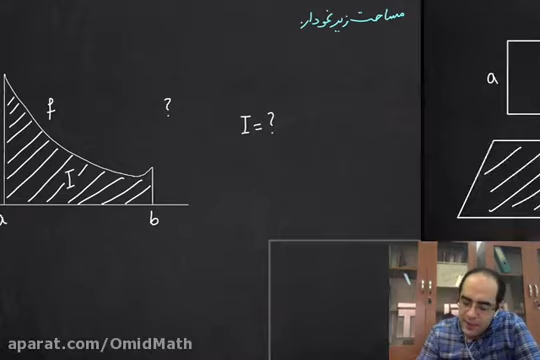 مساحت زیر نمودار.
f
?
I = ?
a
I
a
b
aparat.com/OmidMath